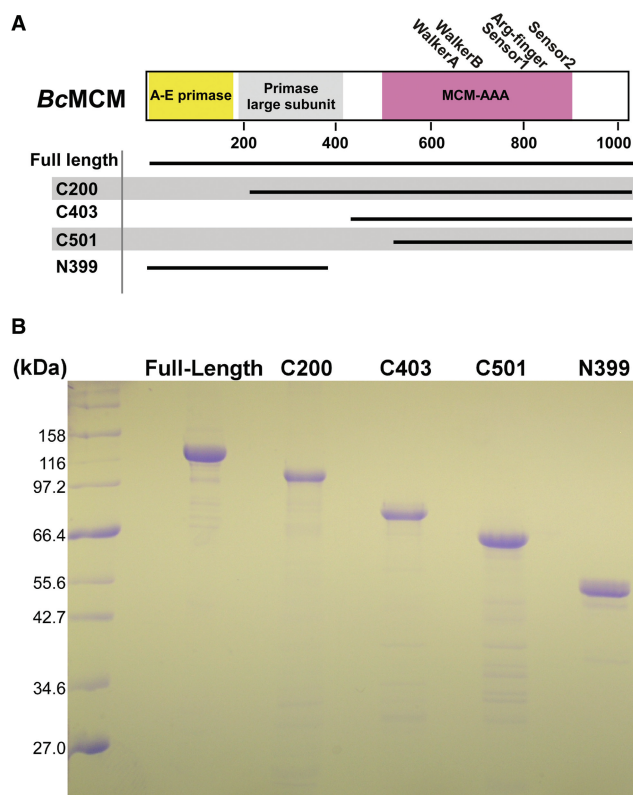 A
WalkerA
WalkerB
Sensor1
Arg-finger
Sensor2
BcMCM
A-E primase
Primase
large subunit
MCM-AAA
200 400 600 800 1000
Full length
C200
C403
C501
N399
B
(kDa) Full-Length C200 C403 C501 N399
158
116
97.2
66.4
55.6
42.7
34.6
27.0